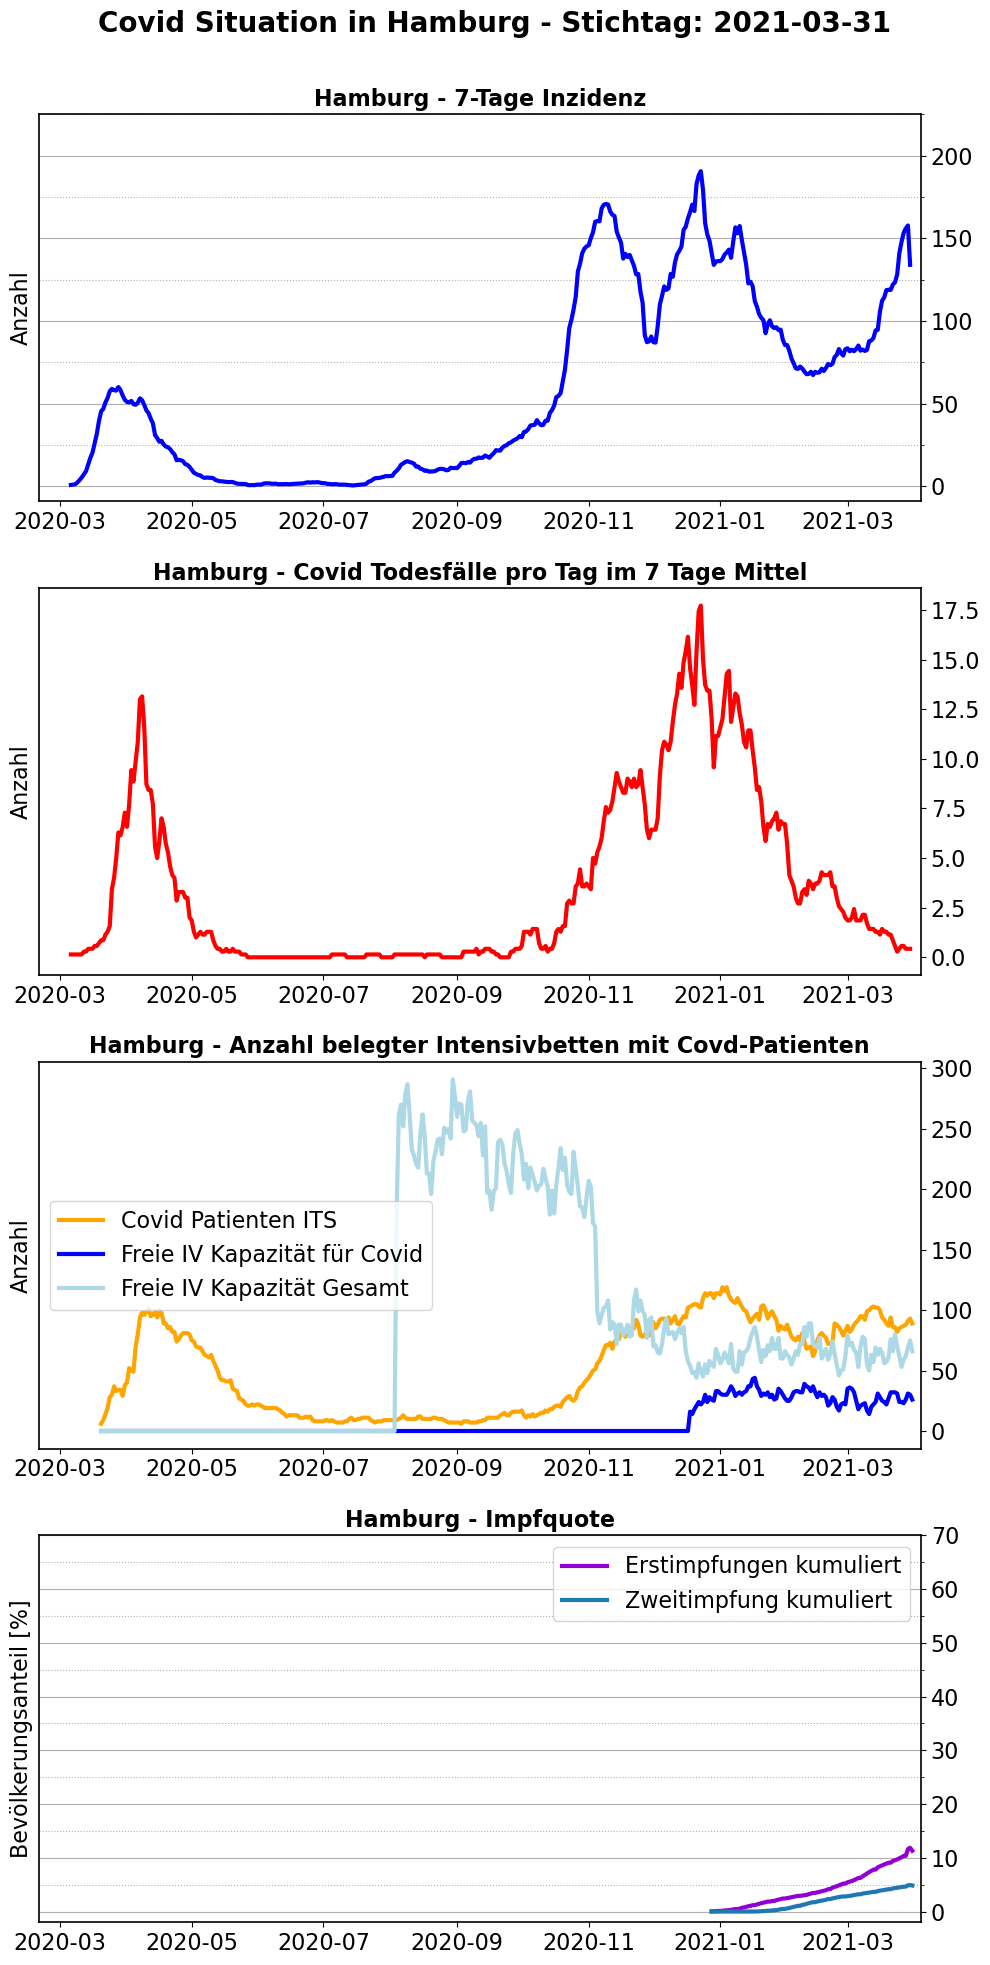 Covid Situation in Hamburg - Stichtag: 2021-03-31
Hamburg - 7-Tage Inzidenz
Anzahl
200
150
100
50
0
2020-03 2020-05 2020-07 2020-09 2020-11 2021-01 2021-03
Hamburg - Covid Todesfälle pro Tag im 7 Tage Mittel
Anzahl
17.5
15.0
12.5
10.0
7.5
5.0
2.5
0.0
2020-03 2020-05 2020-07 2020-09 2020-11 2021-01 2021-03
Hamburg - Anzahl belegter Intensivbetten mit Covd-Patienten
Anzahl
Covid Patienten ITS
Freie IV Kapazität für Covid
Freie IV Kapazität Gesamt
300
250
200
150
100
50
0
2020-03 2020-05 2020-07 2020-09 2020-11 2021-01 2021-03
Hamburg - Impfquote
Bevölkerungsanteil [%]
Erstimpfungen kumuliert
Zweitimpfung kumuliert
70
60
50
40
30
20
10
0
2020-03 2020-05 2020-07 2020-09 2020-11 2021-01 2021-03